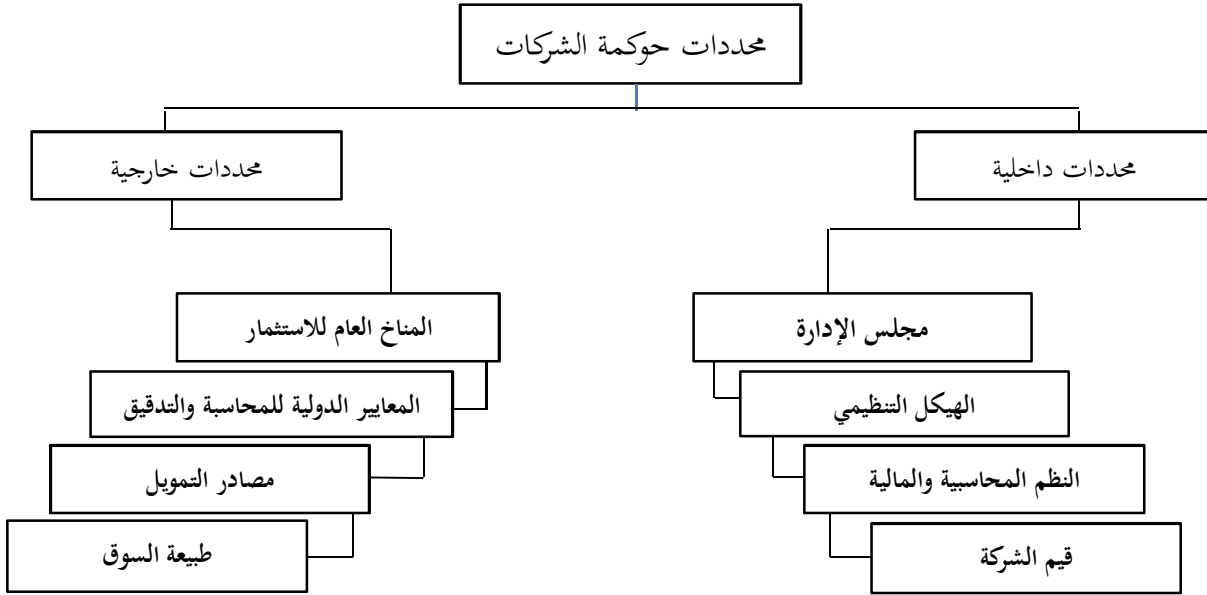 محددات حوكمة الشركات
محددات داخلية
محددات خارجية
مجلس الإدارة
المناخ العام للاستثمار
الهيكل التنظيمي
المعايير الدولية للمحاسبة والتدقيق
النظم المحاسبية والمالية
مصادر التمويل
قيم الشركة
طبيعة السوق